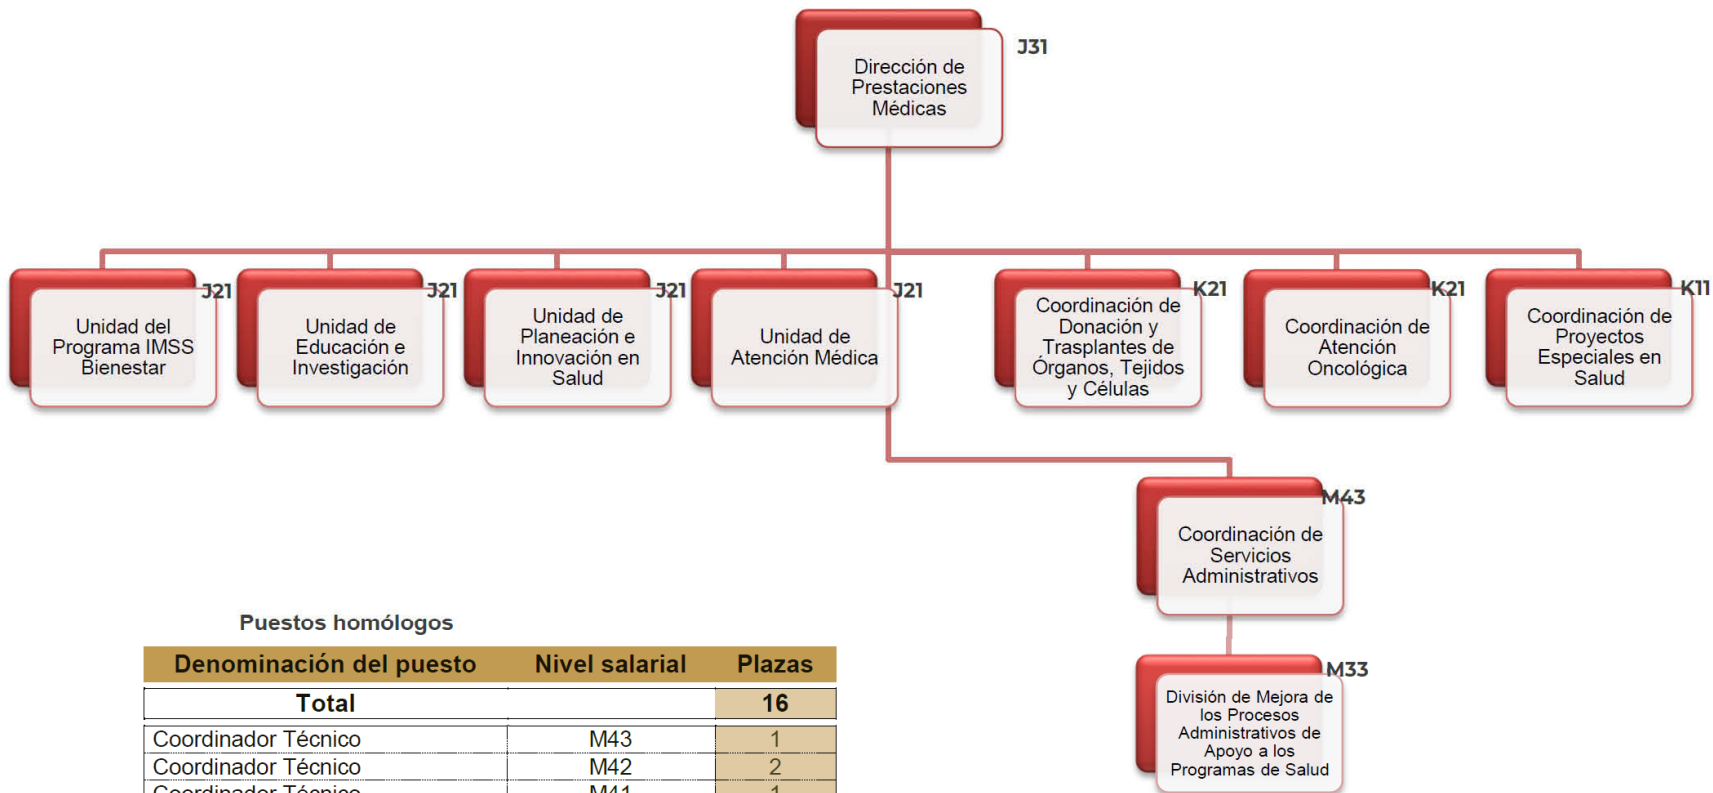 J31
Dirección de
Prestaciones
Médicas
J21
Unidad del
Programa IMSS
Bienestar
J21
Unidad de
Educación e
Investigación
J21
Unidad de
Planeación e
Innovación en
Salud
J21
Unidad de
Atención Médica
K21
Coordinación de
Donación y
Trasplantes de
Órganos, Tejidos
y Células
K21
Coordinación de
Atención
Oncológica
K11
Coordinación de
Proyectos
Especiales en
Salud
M43
Coordinación de
Servicios
Administrativos
M33
División de Mejora de
los Procesos
Administrativos de
Apoyo a los
Programas de Salud
Puestos homólogos
Denominación del puesto Nivel salarial Plazas
Total 16
Coordinador Técnico M43 1
Coordinador Técnico M42 2
Coordinador Técnico M41 1